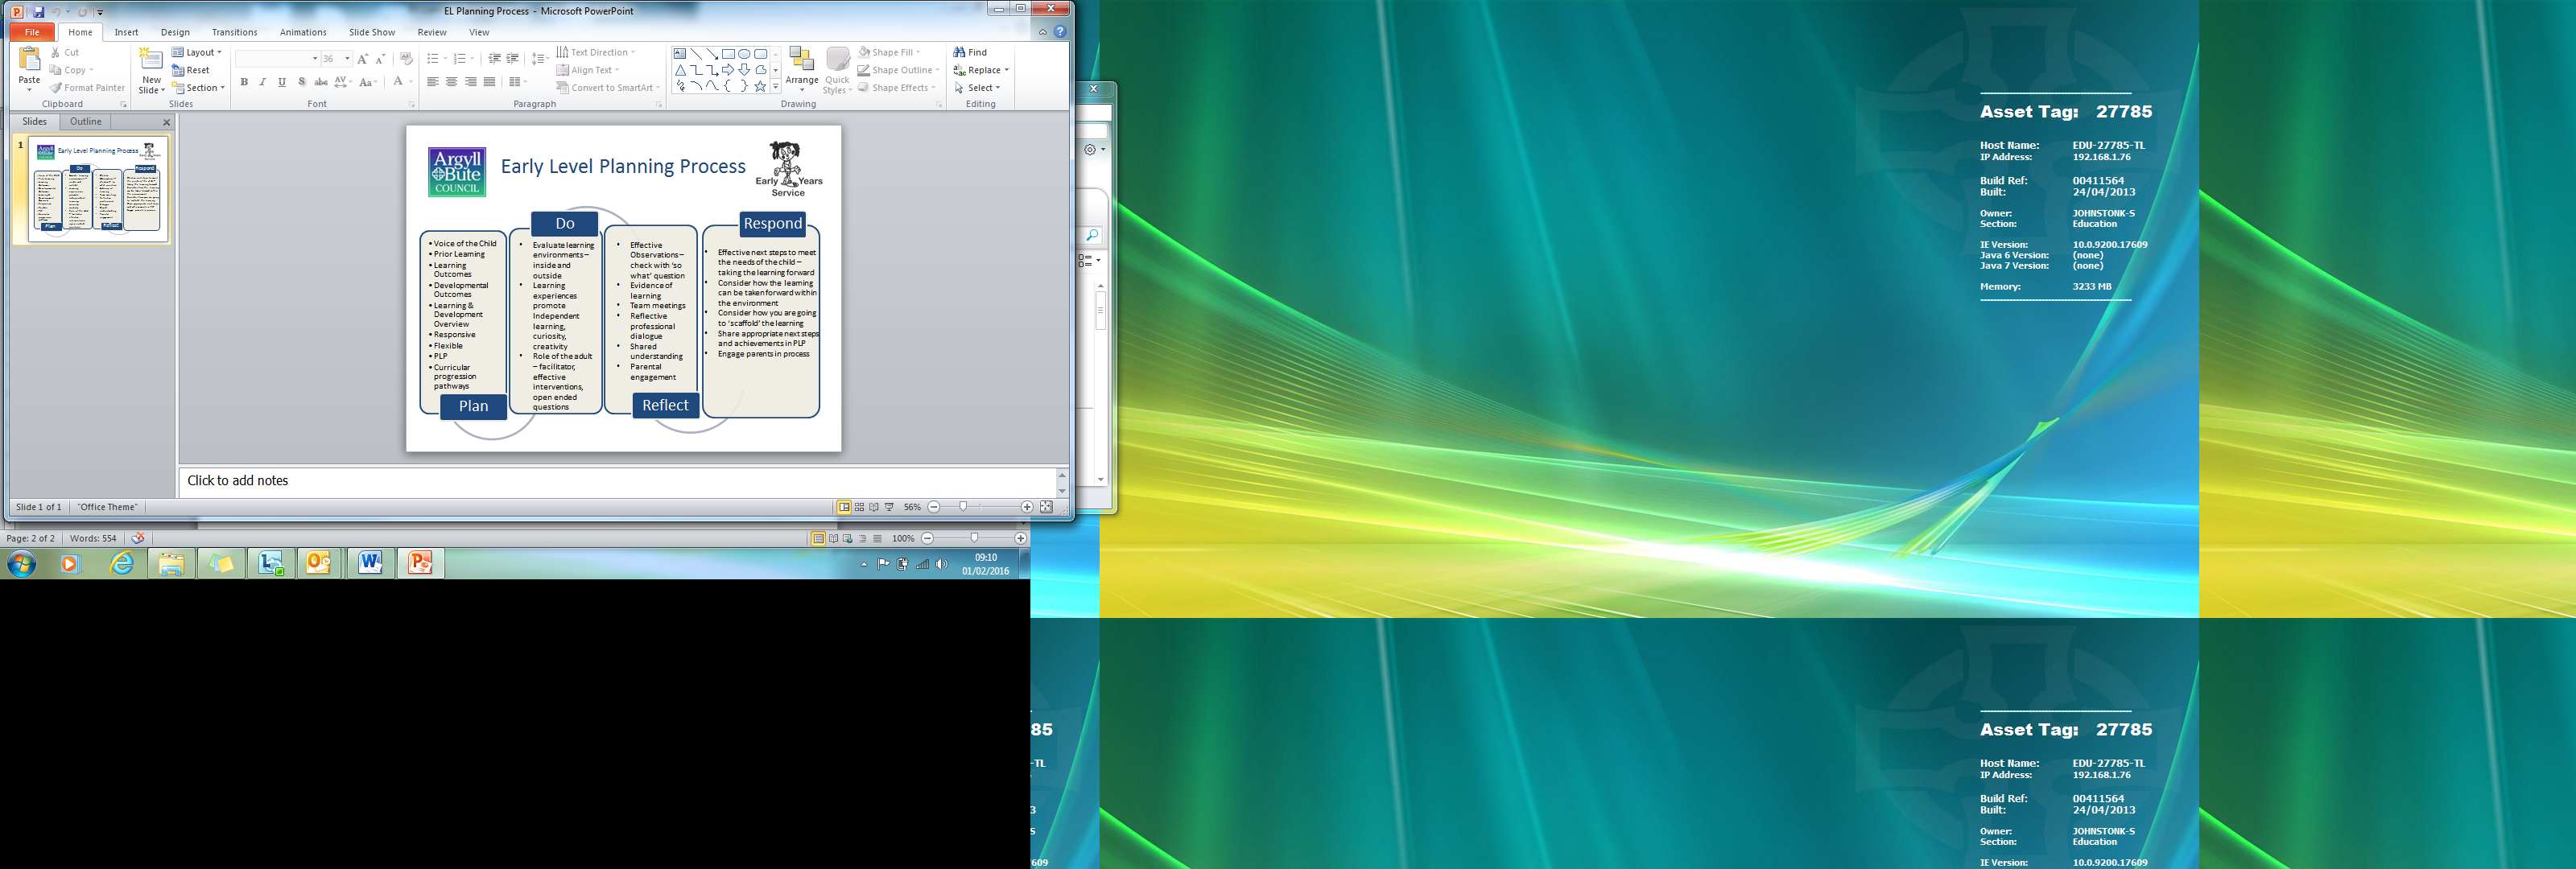 EL Planning Process - Microsoft PowerPoint
File Home Insert Design Transitions Animations Slide Show Review View
Paste
Cut
Copy
Format Painter
Clipboard
New
Slide
Layout
Reset
Section
Slides
36
Font
Text Direction
Align Text
Convert to SmartArt
Paragraph
Arrange
Quick
Styles
Shape Fill
Shape Outline
Shape Effects
Drawing
Find
Replace
Select
Editing
Slides Outline
1
Early Level Planning Process
Do
Respond
Plan
Reflect
Argyll
Bute
COUNCIL
Early Level Planning Process
Early Years
Service
• Voice of the Child
• Prior Learning
• Learning
Outcomes
• Developmental
Outcomes
• Learning &
Development
Overview
• Responsive
• Flexible
• PLP
• Curricular
progression
pathways
Plan
Do
• Evaluate learning
environments –
inside and
outside
• Learning
experiences
promote
Independent
learning,
curiosity,
creativity
• Role of the adult
– facilitator,
effective
interventions,
open ended
questions
• Effective
Observations –
check with ‘so
what’ question
• Evidence of
learning
• Team meetings
• Reflective
professional
dialogue
• Shared
understanding
• Parental
engagement
Reflect
Respond
• Effective next steps to meet
the needs of the child –
taking the learning forward
• Consider how the learning
can be taken forward within
the environment
• Consider how you are going
to ‘scaffold’ the learning
• Share appropriate next steps
and achievements in PLP
• Engage parents in process
Click to add notes
Slide 1 of 1 "Office Theme" 56%
Page: 2 of 2 Words: 554 100%
09:10
01/02/2016
Asset Tag: 27785
Host Name: EDU-27785-TL
IP Address: 192.168.1.76
Build Ref: 00411564
Built: 24/04/2013
Owner: JOHNSTONK-S
Section: Education
IE Version: 10.0.9200.17609
Java 6 Version: (none)
Java 7 Version: (none)
Memory: 3233 MB
85
-TL
3
S
609
Asset Tag: 27785
Host Name: EDU-27785-TL
IP Address: 192.168.1.76
Build Ref: 00411564
Built: 24/04/2013
Owner: JOHNSTONK-S
Section: Education
IE Version: 10.0.9200.17609